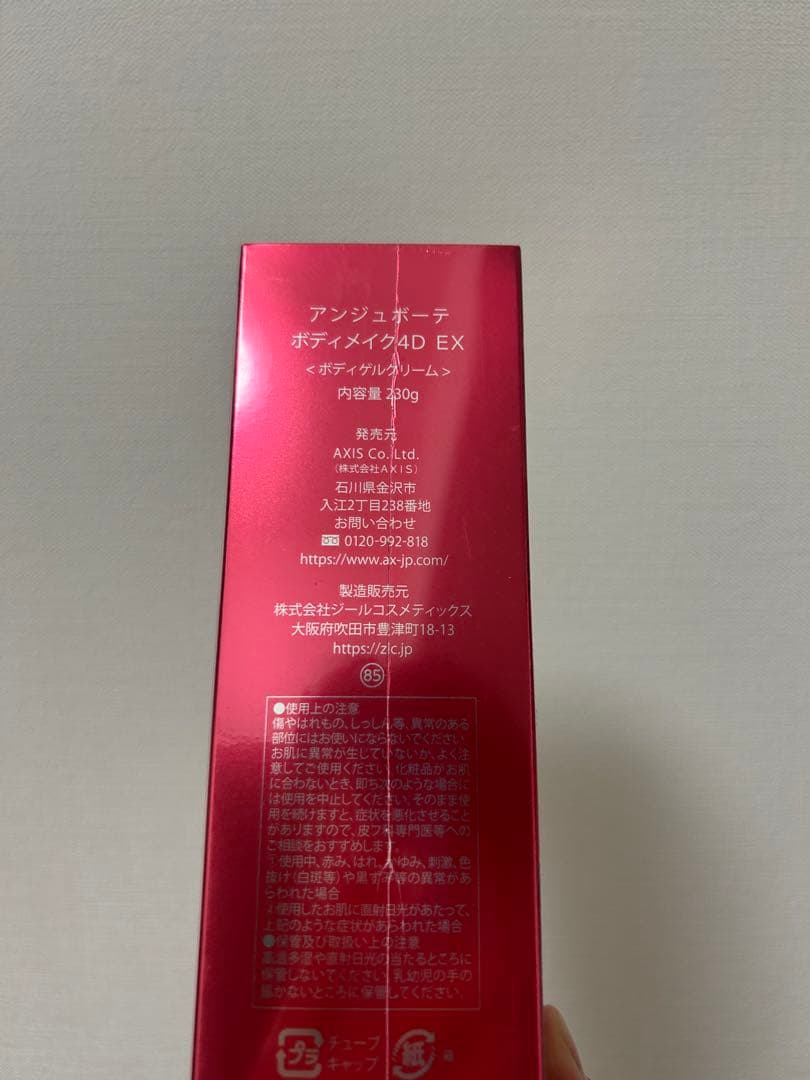 アンジュボーテ
ボディメイク4D EX
<ボディゲルクリーム>
内容量 230g
発売元
AXIS Co. Ltd.
(株式会社AXIS)
石川県金沢市
入江2丁目238番地
お問い合わせ
0120-992-818
https://www.ax-jp.com/
製造販売元
株式会社ジールコスメティックス
大阪府吹田市豊津町18-13
https://zlc.jp
85
●使用上の注意
傷やはれもの、しっしん等、異常のある
部位にはお使いにならないでください。
お肌に異常が生じていないか、よく注
意してご使用ください。化粧品がお肌
に合わないとき、即ち次のような場合に
は使用を中止してください。そのまま使
用を続けますと、症状を悪化させること
がありますので、皮フ科専門医等への
ご相談をおすすめします。
1.使用中、赤み、はれ、かゆみ、刺激、色
抜け(白斑等)や黒ずみ等の異常があ
らわれた場合
2.使用したお肌に直射日光があたって、
上記のような症状があらわれた場合
●保管及び取扱い上の注意
高温多湿や直射日光の当たるところに
保管しないでください。乳幼児の手の
届かないところに保管してください。
プラ チューブ キャップ 紙 箱